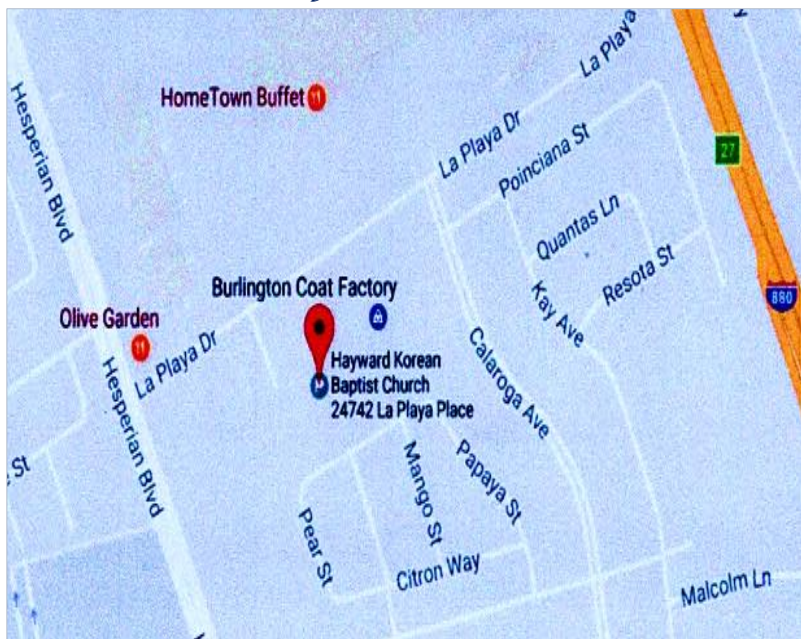 La Playa
HomeTown Buffet
Hesperian Blvd
La Playa Dr
Poinciana St
27
Quantas Ln
Resota St
880
Burlington Coat Factory
Kay Ave
Olive Garden
La Playa Dr
Hayward Korean
Baptist Church
24742 La Playa Place
Calaroga Ave
Hesperian Blvd
St
Mango St
Papaya St
Pear St
Citron Way
Malcolm Ln